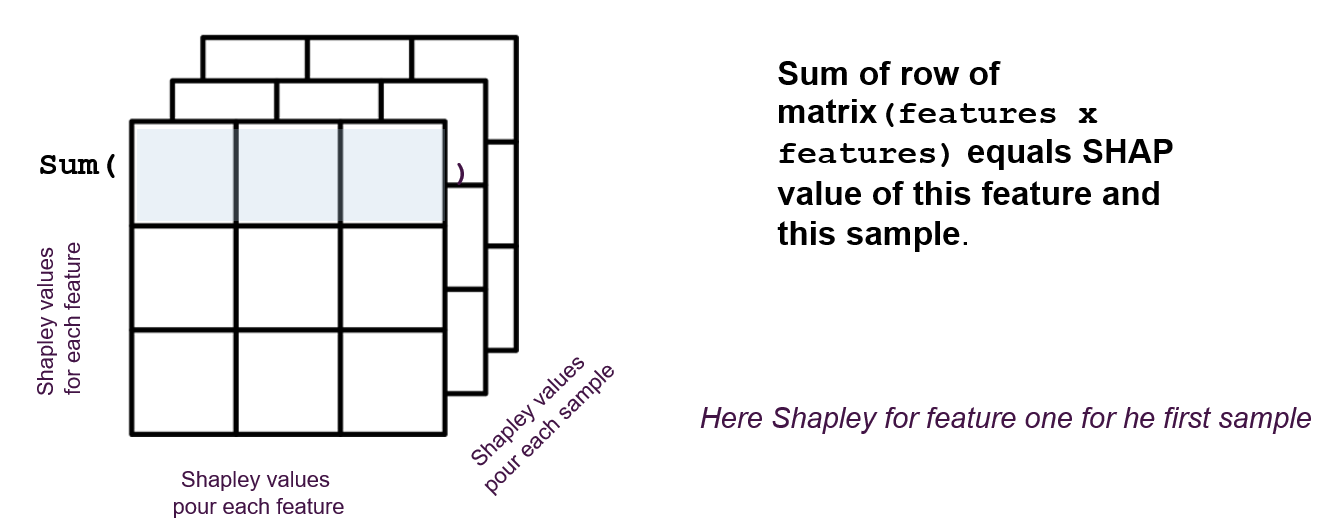 Sum(
)
Shapley values
for each feature
Shapley values
pour each feature
Shapley values
pour each sample
Sum of row of
matrix(features x
features) equals SHAP
value of this feature and
this sample.
Here Shapley for feature one for he first sample